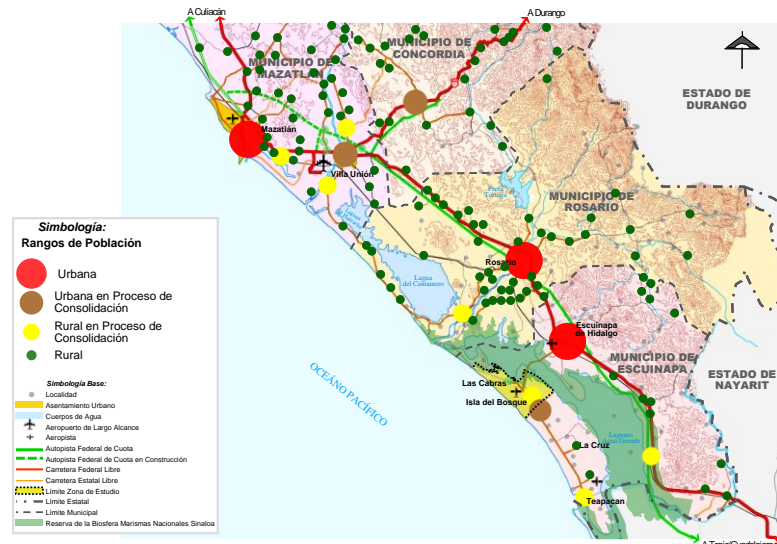 A Culiacán
A Durango
MUNICIPIO DE
CONCORDIA
MUNICIPIO DE
MAZATLÁN
ESTADO DE
DURANGO
Mazatlán
Villa Unión
MUNICIPIO DE
ROSARIO
Simbología:
Rangos de Población
Urbana
Urbana en Proceso de
Consolidación
Rural en Proceso de
Consolidación
Rural
Rosario
Laguna
del Caimanero
Escuinapa
de Hidalgo
MUNICIPIO DE
ESCUINAPA
ESTADO DE
NAYARIT
OCEÁNO PACÍFICO
Las Cabras
Isla del Bosque
La Cruz
Lagunas
Agua Grande
Teapacan
Simbología Base:
Localidad
Asentamiento Urbano
Cuerpos de Agua
Aeropuerto de Largo Alcance
Aeropista
Autopista Federal de Cuota
Autopista Federal de Cuota en Construcción
Carretera Federal Libre
Carretera Estatal Libre
Límite Zona de Estudio
Límite Estatal
Límite Municipal
Reserva de la Biosfera Marismas Nacionales Sinaloa